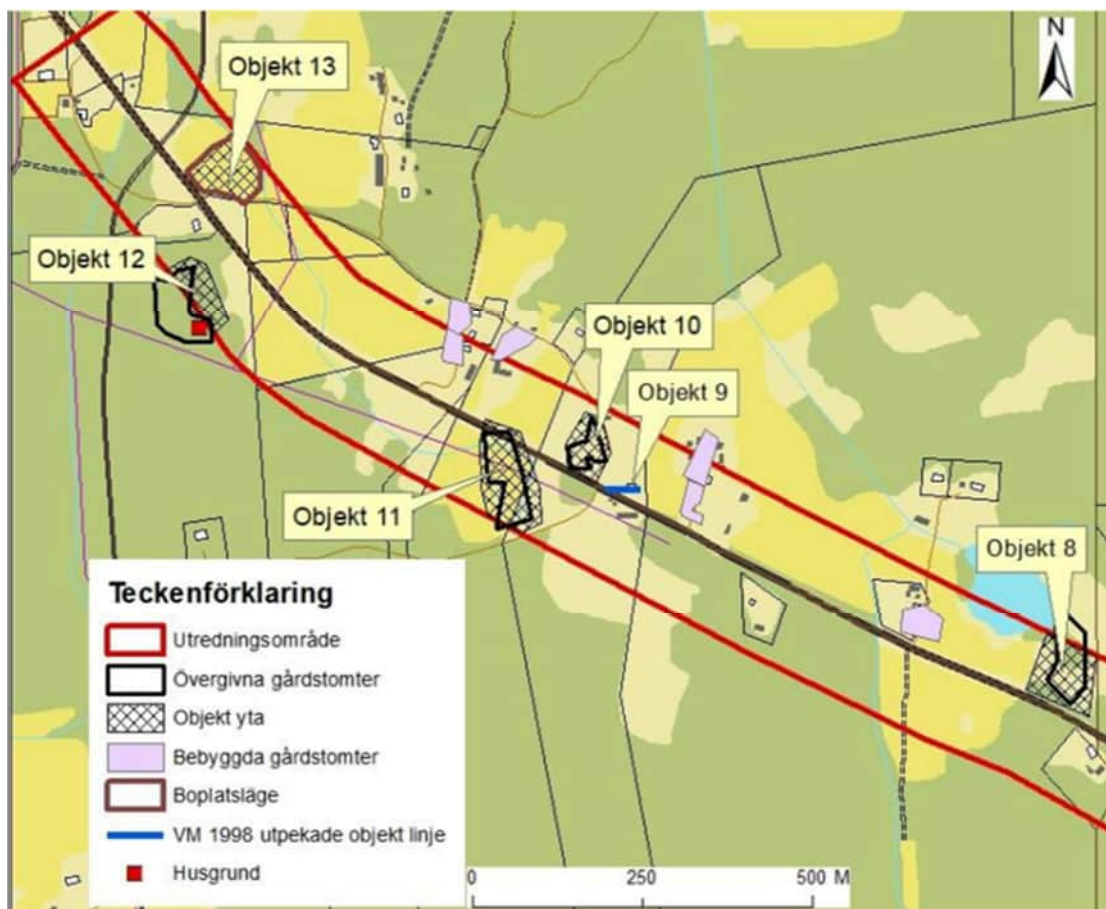 N
Objekt 13
Objekt 12
Objekt 10
Objekt 9
Objekt 11
Objekt 8
Teckenförklaring
Utredningsområde
Övergivna gårdstomter
Objekt yta
Bebyggda gårdstomter
Boplatsläge
VM 1998 utpekade objekt linje
Husgrund
0 250 500 M